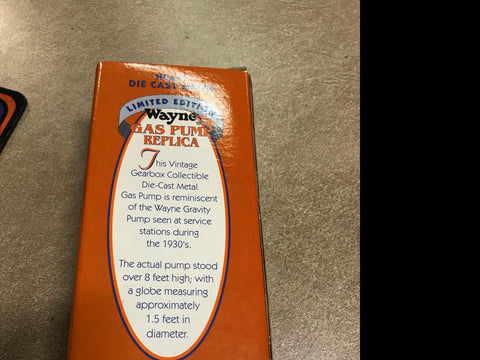 DIE CAST
LIMITED EDITION
Wayne
GAS PUMP
REPLICA
This Vintage
Gearbox Collectible
Die-Cast Metal
Gas Pump is reminiscent
of the Wayne Gravity
Pump seen at service
stations during
the 1930's.
The actual pump stood
over 8 feet high; with
a globe measuring
approximately
1.5 feet in
diameter.